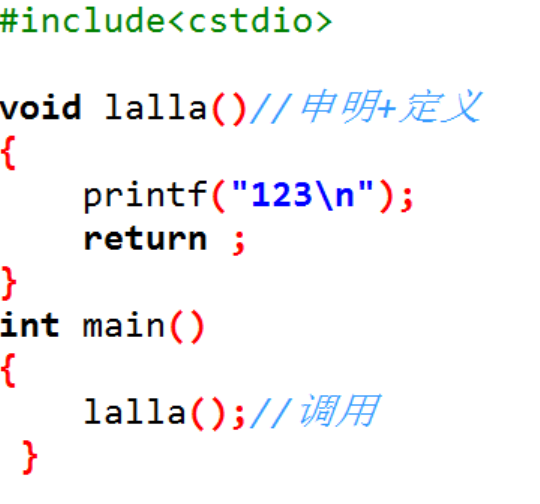 #include<cstdio>
void lalla()//申明+定义
{
    printf("123\n");
    return ;
}
int main()
{
    lalla();//调用
 }